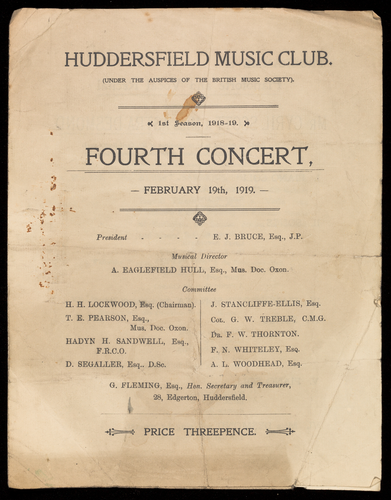 HUDDERSFIELD MUSIC CLUB.
(UNDER THE AUSPICES OF THE BRITISH MUSIC SOCIETY).
1st Season, 1918-19.
FOURTH CONCERT,
— FEBRUARY 19th, 1919. —
President - - - - E. J. BRUCE, Esq., J.P.
Musical Director
A. EAGLEFIELD HULL, Esq., Mus. Doc. Oxon.
Committee
H. H. LOCKWOOD, Esq. (Chairman).
T. E. PEARSON, Esq.,
Mus. Doc. Oxon.
HADYN H. SANDWELL, Esq.,
F.R.C.O.
D. SEGALLER, Esq., D.Sc.
J. STANCLIFFE-ELLIS, Esq.
Col. G. W. TREBLE, C.M.G.
Dr. F. W. THORNTON.
F. N. WHITELEY, Esq.
A. L. WOODHEAD, Esq.
G. FLEMING, Esq., Hon. Secretary and Treasurer,
28, Edgerton, Huddersfield.
PRICE THREEPENCE.